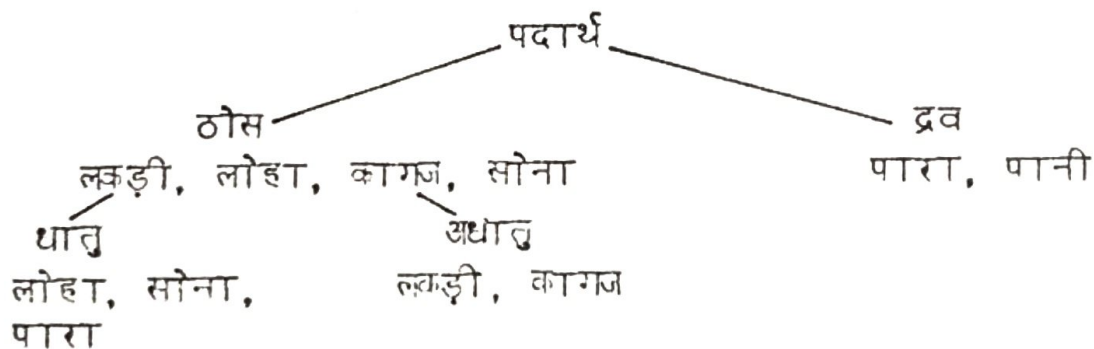 पदार्थ
ठोस
द्रव
लकड़ी, लोहा, कागज, सोना
पारा, पानी
धातु
अधातु
लोहा, सोना,
लकड़ी, कागज
पारा